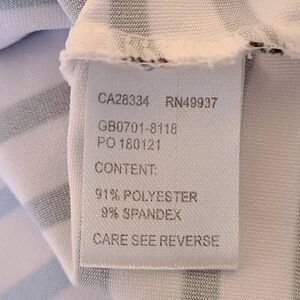 CA28334 RN49937
GB0701-8118
PO 180121
CONTENT:
91% POLYESTER
9% SPANDEX
CARE SEE REVERSE